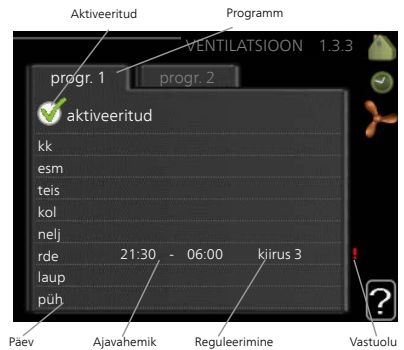 Aktiveeritud Programm
VENTILATSIOON 1.3.3
progr. 1 progr. 2
aktiveeritud
kk
esm
teis
kol
nelj
rde 21:30 - 06:00 kiirus 3 !
laup
püh
?
Päev Ajavahemik Reguleerimine Vastuolu